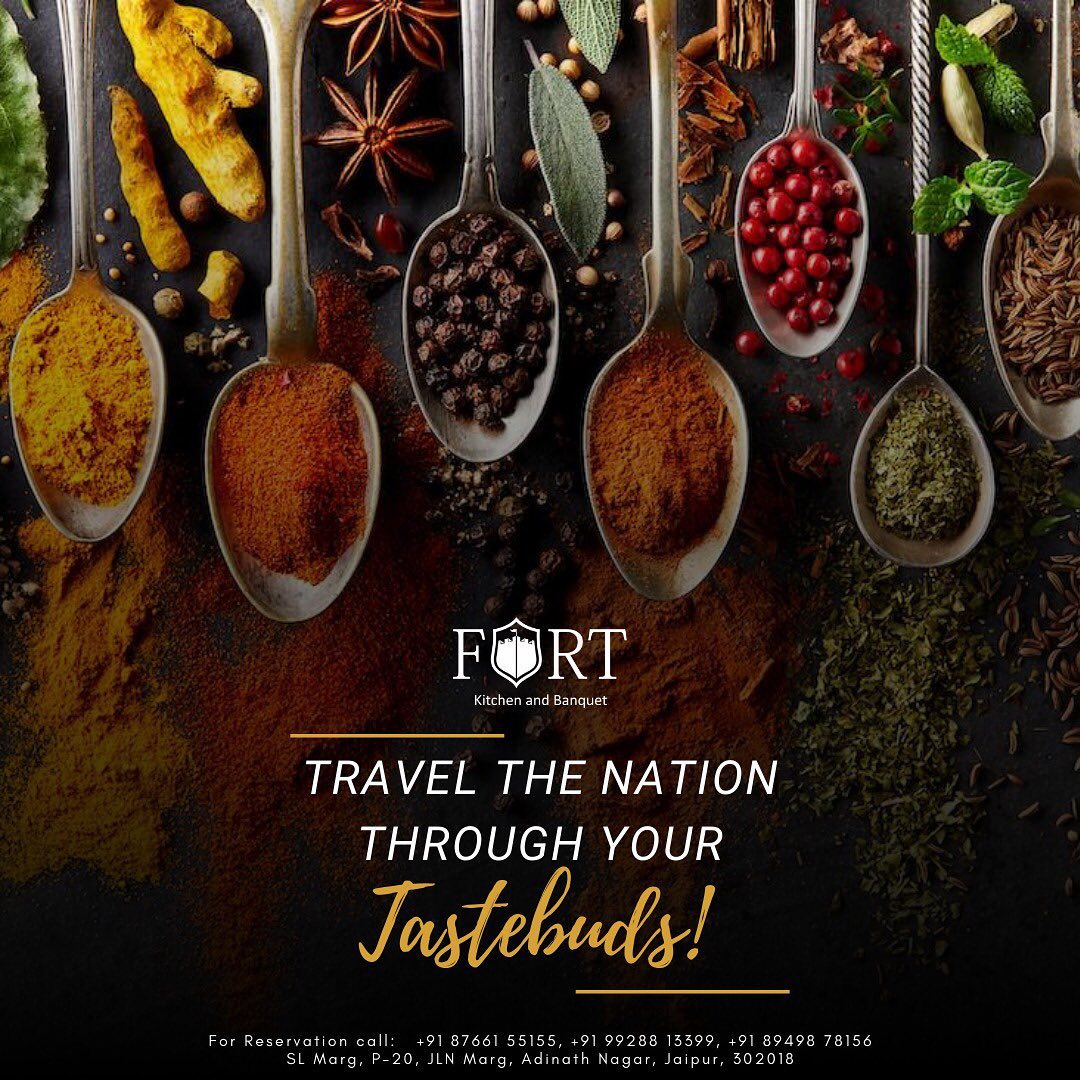 FORT
Kitchen and Banquet
TRAVEL THE NATION
THROUGH YOUR
Tastebuds!
For Reservation call: +91 87661 55155, +91 99288 13399, +91 89498 78156
SL Marg, P-20, JLN Marg, Adinath Nagar, Jaipur, 302018